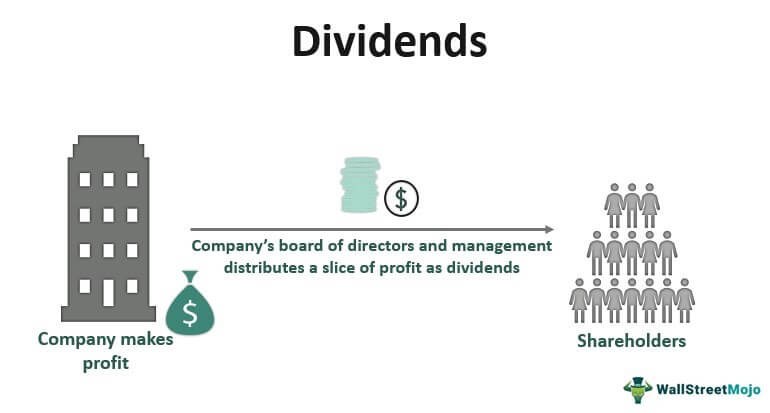 Dividends
$
Company's board of directors and management
distributes a slice of profit as dividends
$
Company makes
profit
Shareholders
WallStreetMojo